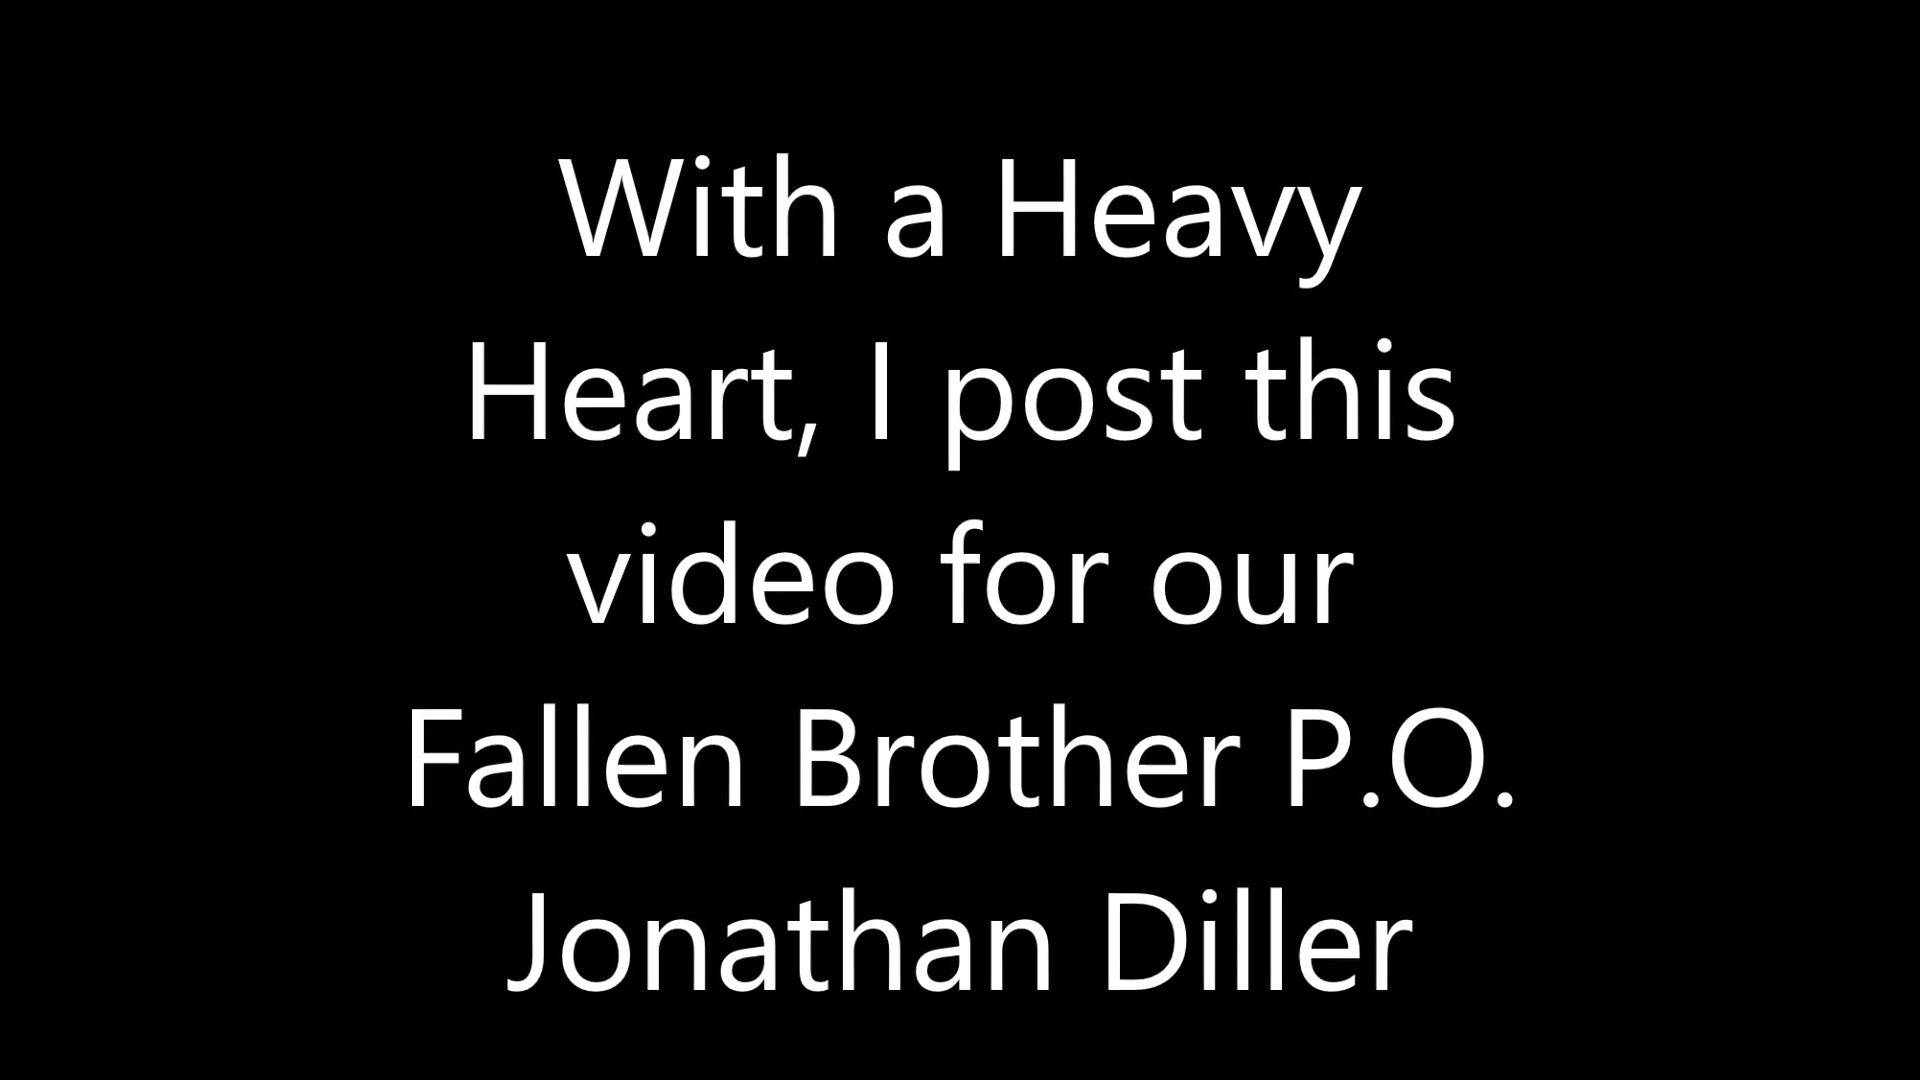 With a Heavy
Heart, I post this
video for our
Fallen Brother P.O.
Jonathan Diller